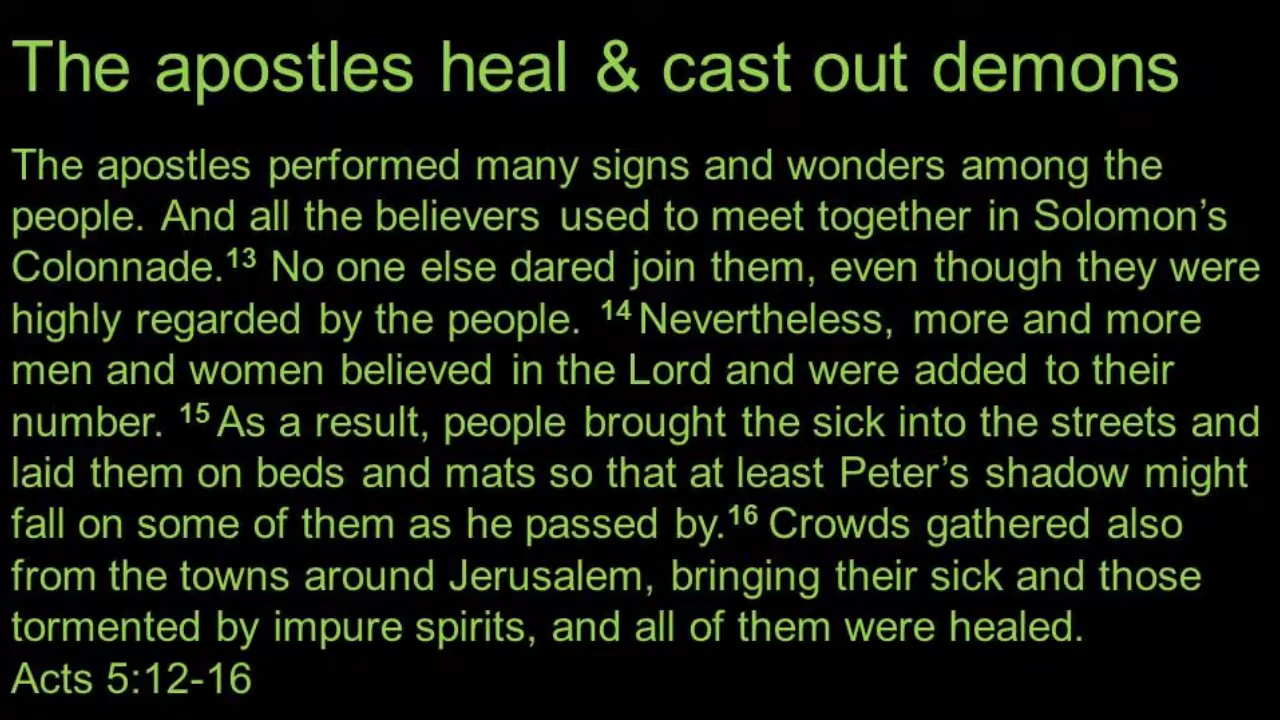 The apostles heal & cast out demons
The apostles performed many signs and wonders among the
people. And all the believers used to meet together in Solomon’s
Colonnade.¹³ No one else dared join them, even though they were
highly regarded by the people. ¹⁴ Nevertheless, more and more
men and women believed in the Lord and were added to their
number. ¹⁵ As a result, people brought the sick into the streets and
laid them on beds and mats so that at least Peter’s shadow might
fall on some of them as he passed by.¹⁶ Crowds gathered also
from the towns around Jerusalem, bringing their sick and those
tormented by impure spirits, and all of them were healed.
Acts 5:12-16